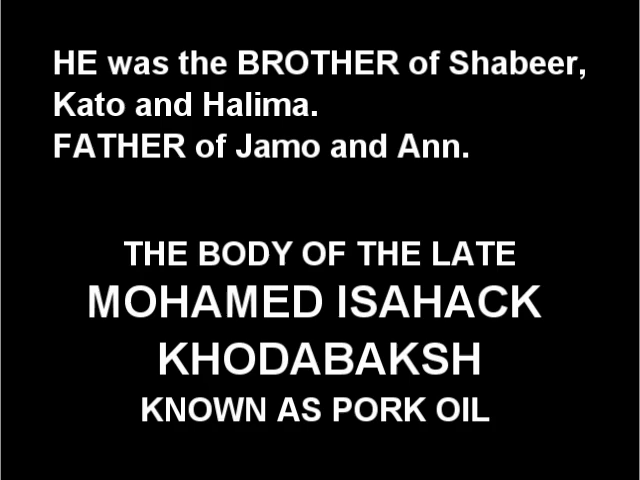 HE was the BROTHER of Shabeer,
Kato and Halima.
FATHER of Jamo and Ann.
THE BODY OF THE LATE
MOHAMED ISAHACK
KHODABAKSH
KNOWN AS PORK OIL